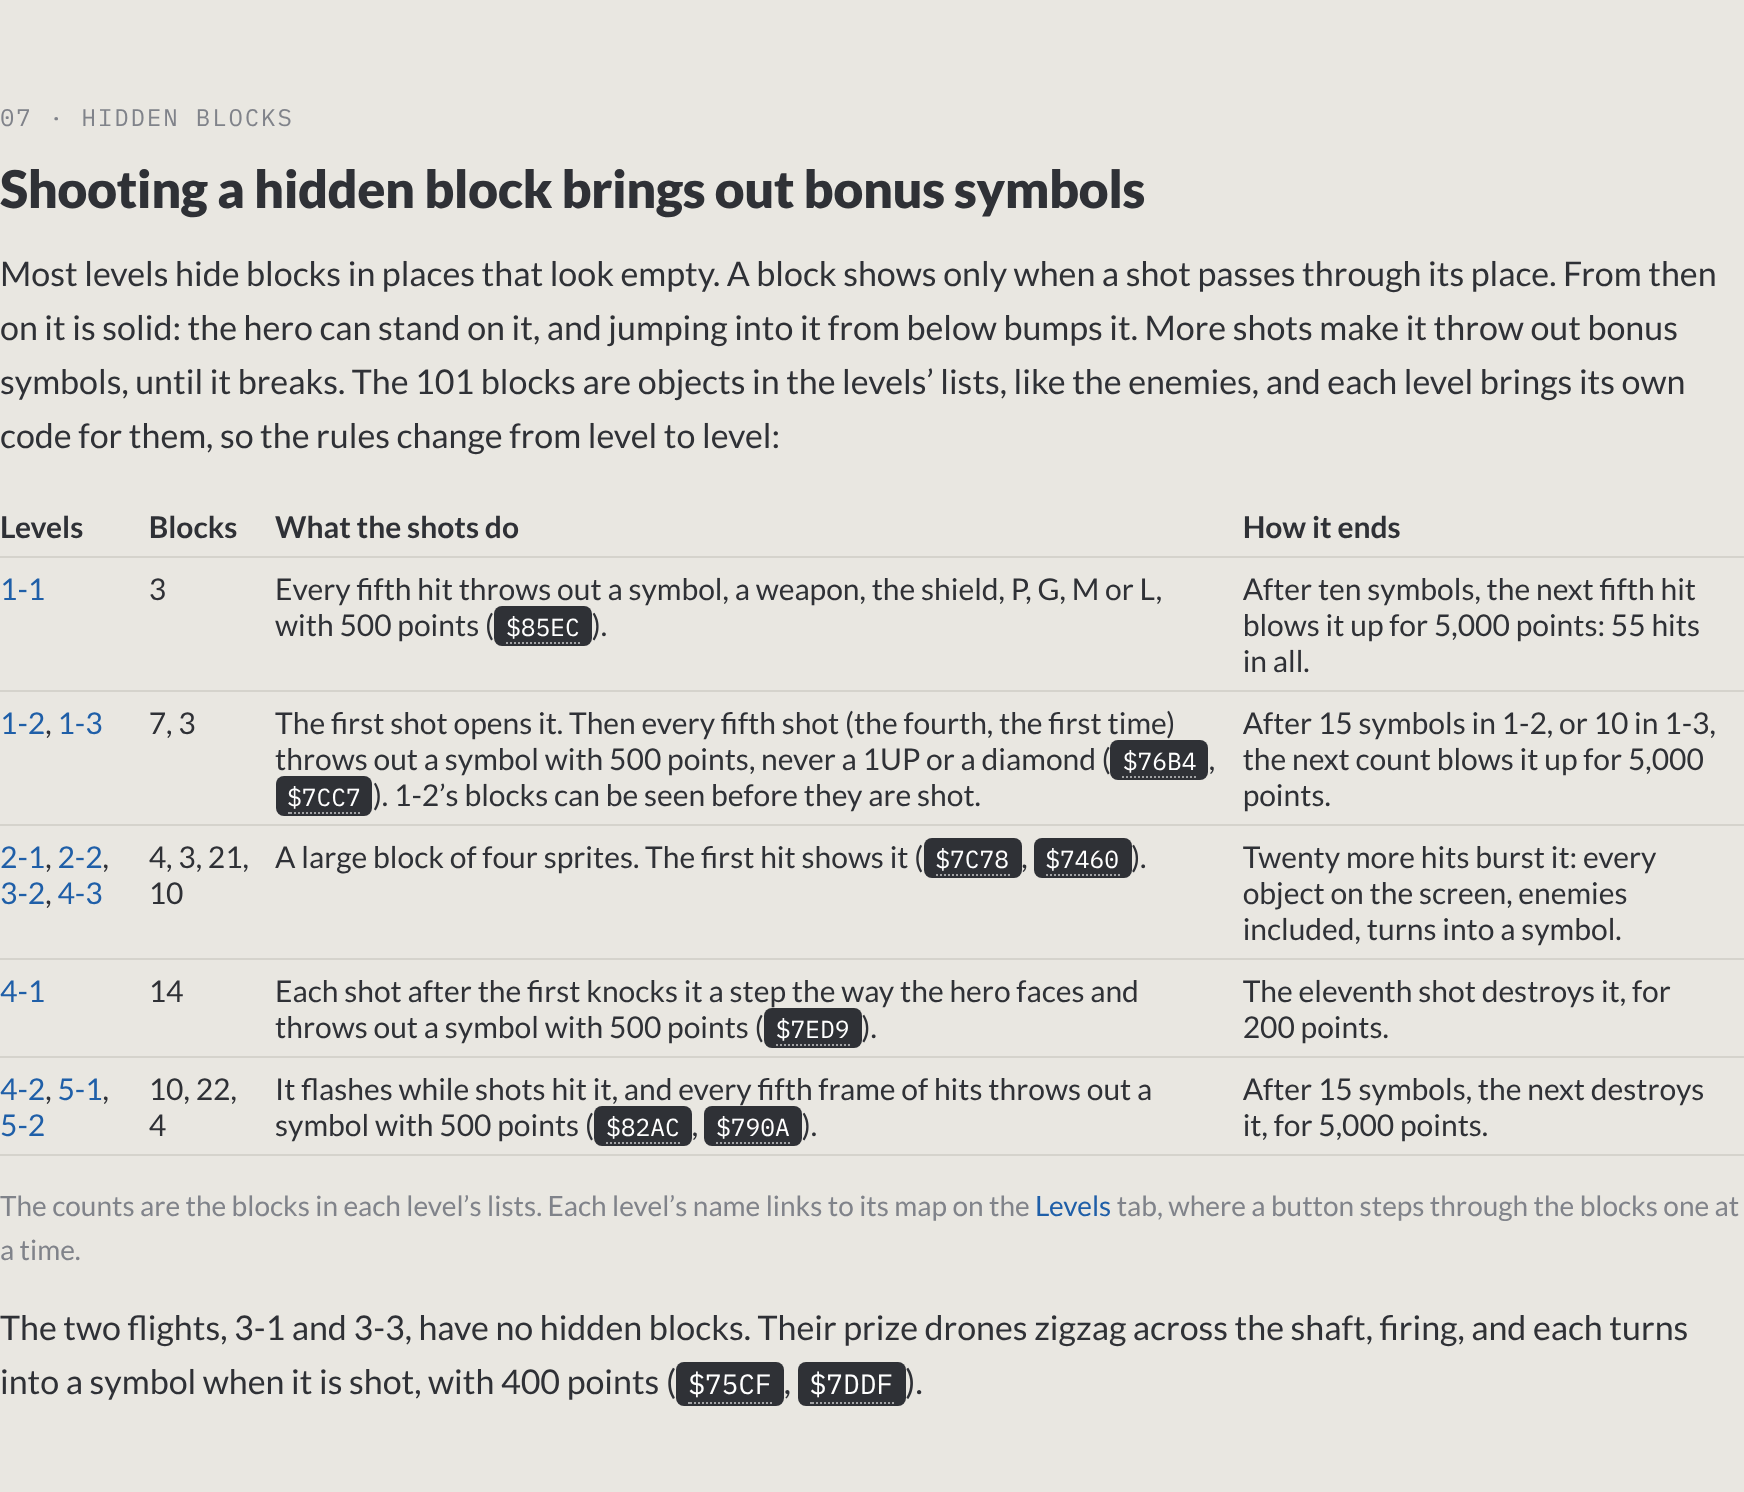 07 · HIDDEN BLOCKS
Shooting a hidden block brings out bonus symbols
Most levels hide blocks in places that look empty. A block shows only when a shot passes through its place. From then
on it is solid: the hero can stand on it, and jumping into it from below bumps it. More shots make it throw out bonus
symbols, until it breaks. The 101 blocks are objects in the levels’ lists, like the enemies, and each level brings its own
code for them, so the rules change from level to level:
Levels Blocks What the shots do How it ends
1-1 3 Every fifth hit throws out a symbol, a weapon, the shield, P, G, M or L, After ten symbols, the next fifth hit
with 500 points ($85EC). blows it up for 5,000 points: 55 hits
in all.
1-2, 1-3 7, 3 The first shot opens it. Then every fifth shot (the fourth, the first time) After 15 symbols in 1-2, or 10 in 1-3,
throws out a symbol with 500 points, never a 1UP or a diamond ($76B4, the next count blows it up for 5,000
$7CC7). 1-2’s blocks can be seen before they are shot. points.
2-1, 2-2, 4, 3, 21, A large block of four sprites. The first hit shows it ($7C78, $7460). Twenty more hits burst it: every
3-2, 4-3 10 object on the screen, enemies
included, turns into a symbol.
4-1 14 Each shot after the first knocks it a step the way the hero faces and The eleventh shot destroys it, for
throws out a symbol with 500 points ($7ED9). 200 points.
4-2, 5-1, 10, 22, It flashes while shots hit it, and every fifth frame of hits throws out a After 15 symbols, the next destroys
5-2 4 symbol with 500 points ($82AC, $790A). it, for 5,000 points.
The counts are the blocks in each level’s lists. Each level’s name links to its map on the Levels tab, where a button steps through the blocks one at
a time.
The two flights, 3-1 and 3-3, have no hidden blocks. Their prize drones zigzag across the shaft, firing, and each turns
into a symbol when it is shot, with 400 points ($75CF, $7DDF).